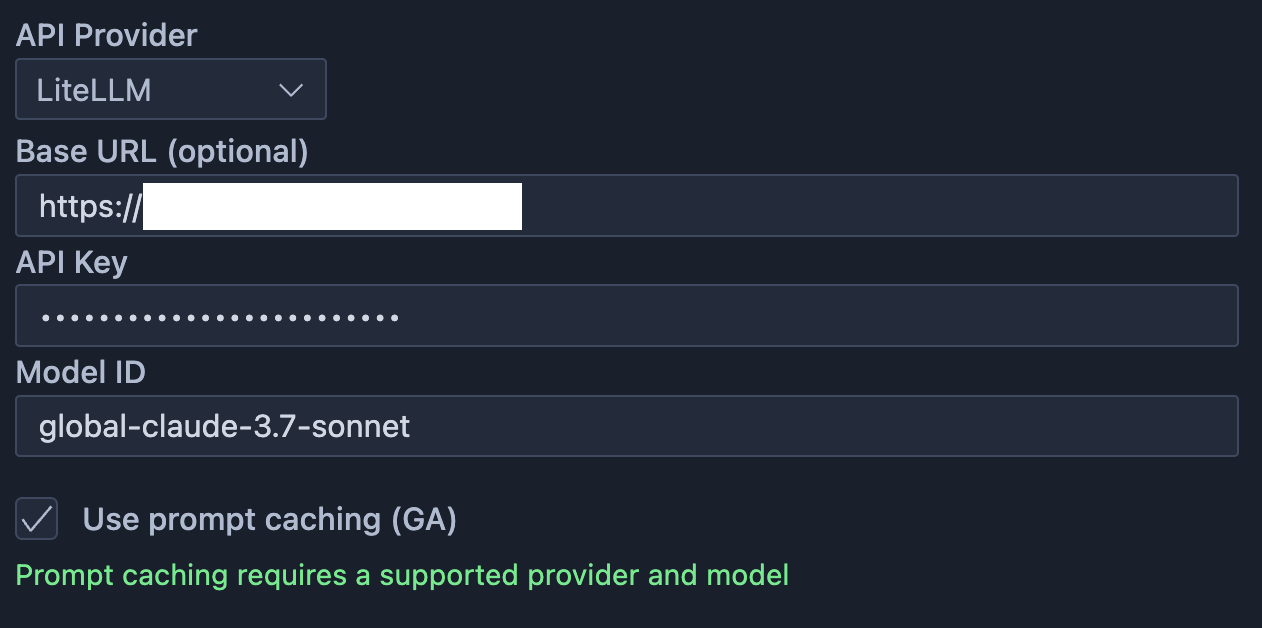 API Provider
LiteLLM
Base URL (optional)
https://
API Key
••••••••••••••••••••••••
Model ID
global-claude-3.7-sonnet
Use prompt caching (GA)
Prompt caching requires a supported provider and model